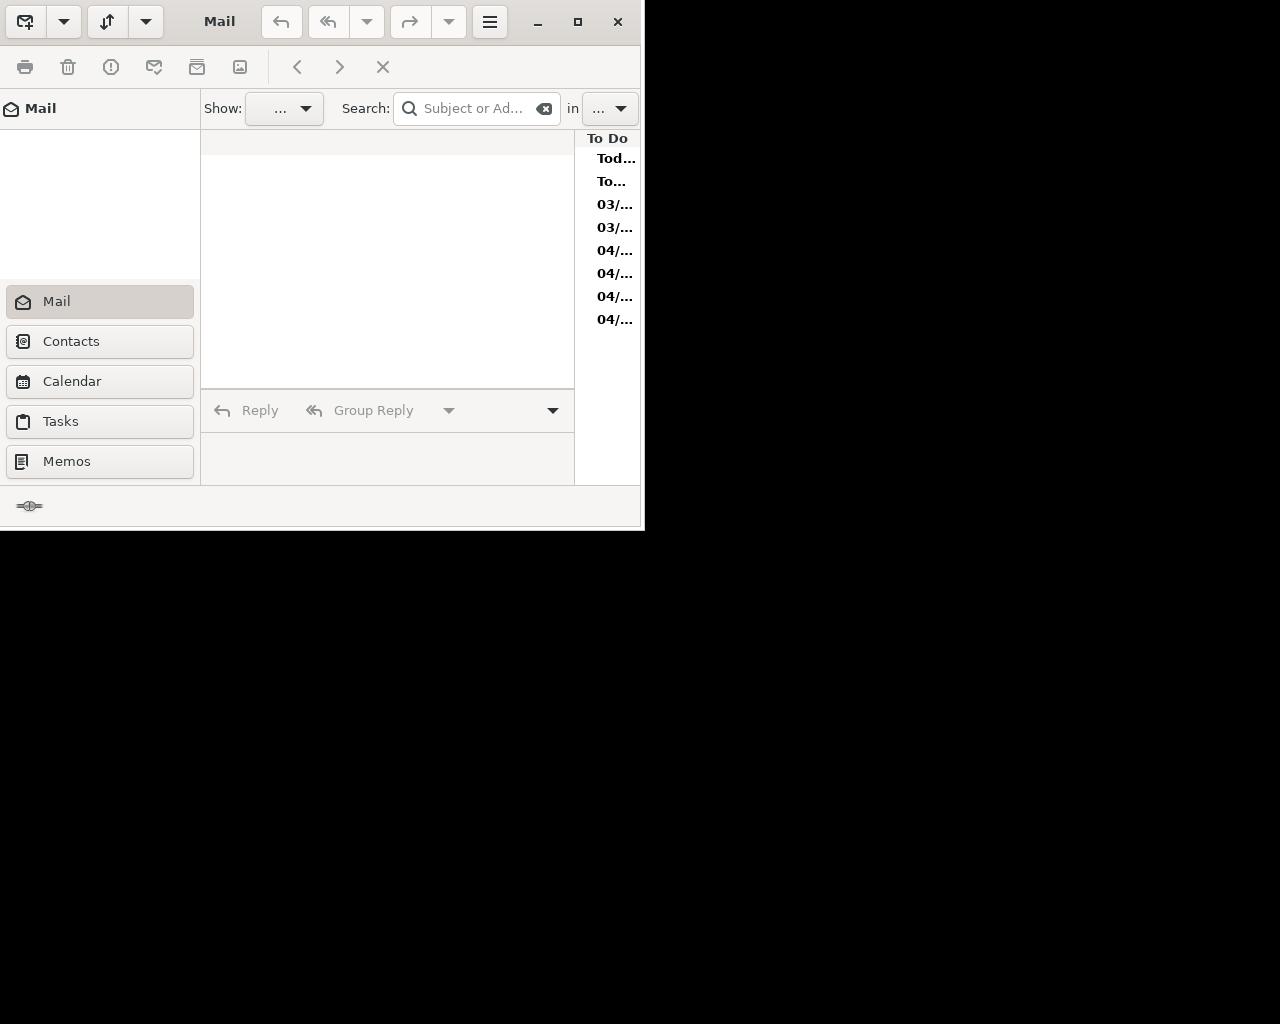 Mail
Mail
Show:
...
Search:
Subject or Ad...
in
...
To Do
Tod...
To...
03/...
03/...
04/...
04/...
04/...
04/...
Mail
Contacts
Calendar
Tasks
Memos
Reply
Group Reply